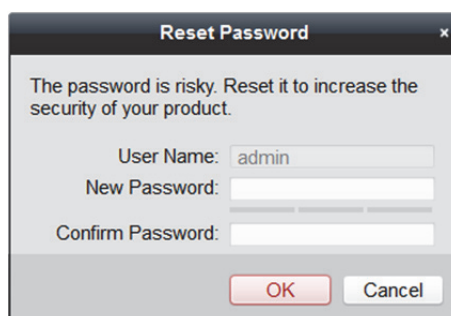 Reset Password ×
The password is risky. Reset it to increase the
security of your product.
User Name: admin
New Password:
Confirm Password:
OK Cancel